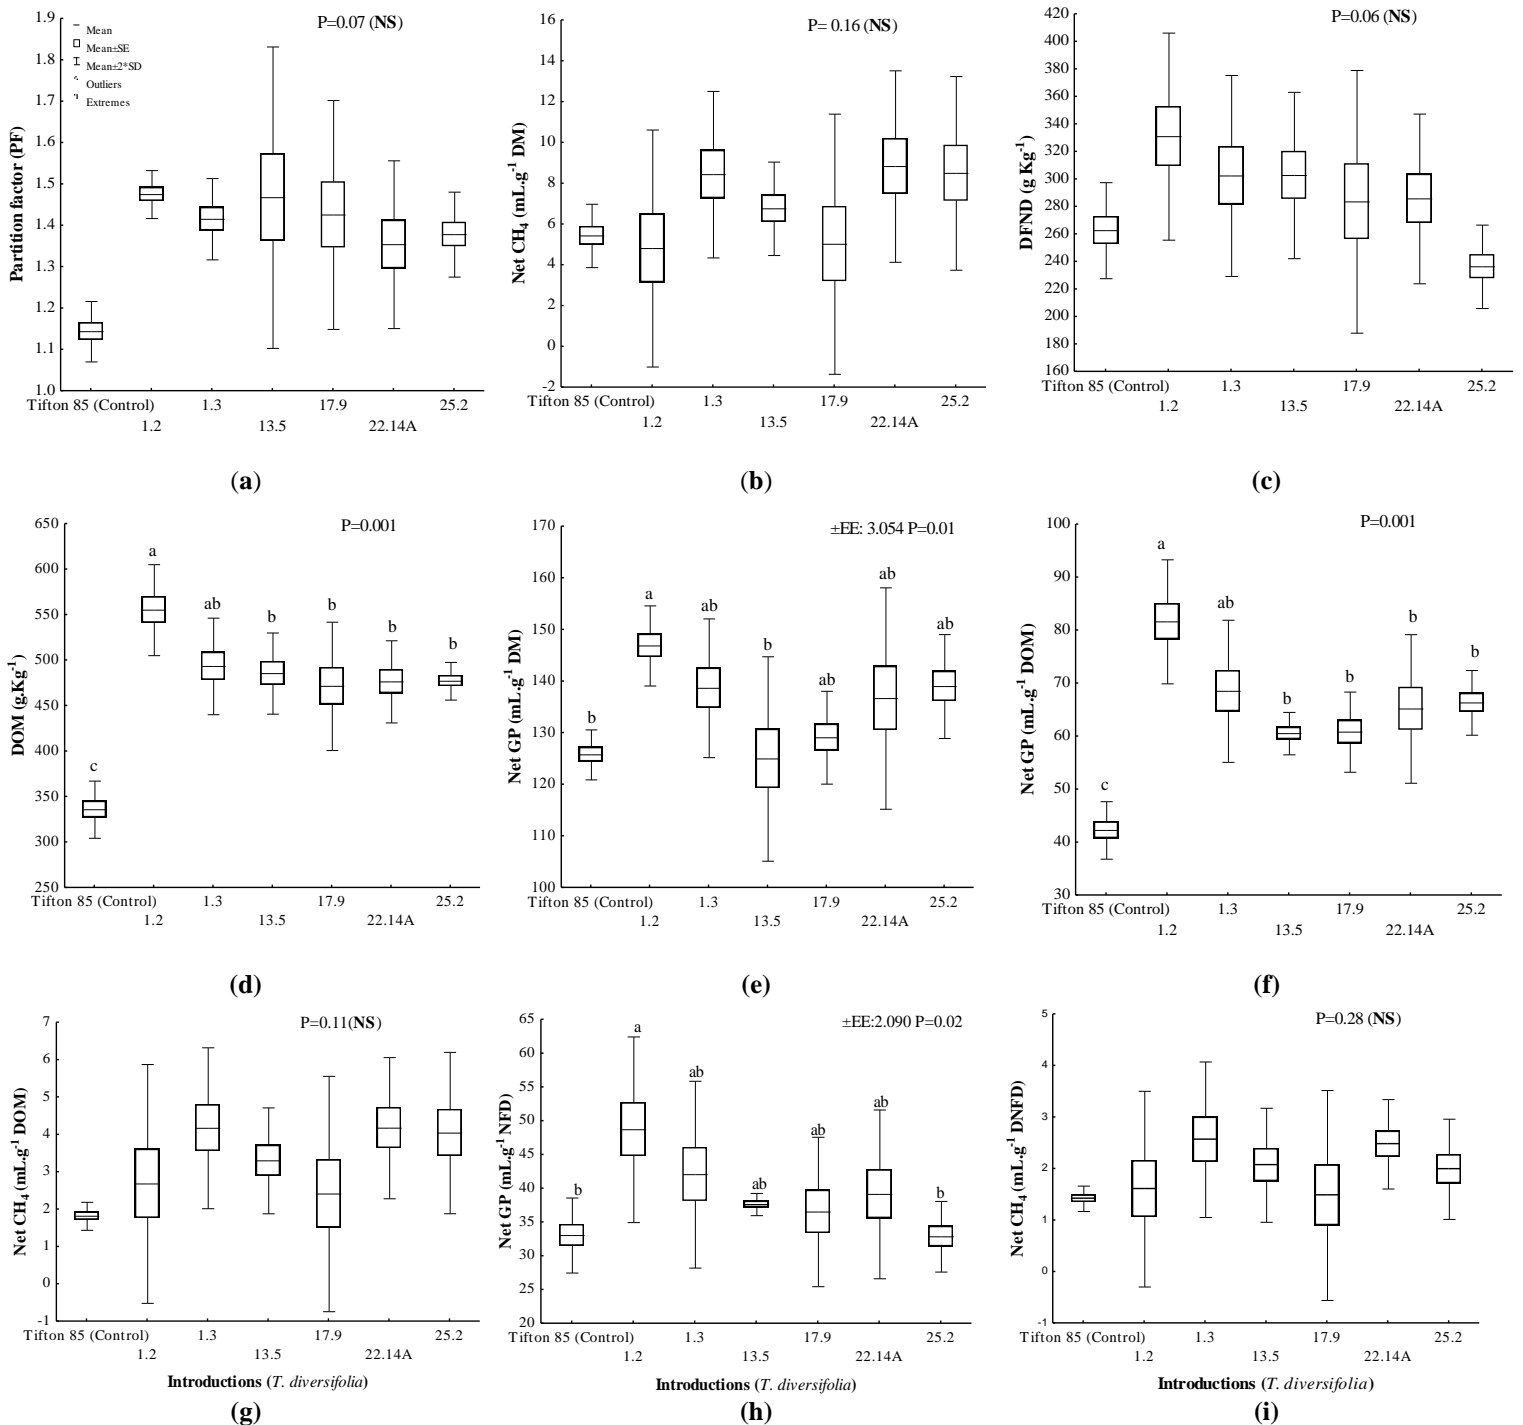 P=0.07 (NS)
Mean
Mean±SE
Mean±2*SD
Outliers
Extremes
Partition factor (PF)
1.9
1.8
1.7
1.6
1.5
1.4
1.3
1.2
1.1
1.0
Tifton 85 (Control) 1.3 17.9 25.2
1.2 13.5 22.14A
(a)
P= 0.16 (NS)
Net CH4 (mL.g-1 DM)
16
14
12
10
8
6
4
2
0
-2
Tifton 85 (Control) 1.3 17.9 25.2
1.2 13.5 22.14A
(b)
P=0.06 (NS)
DFND (g Kg-1)
420
400
380
360
340
320
300
280
260
240
220
200
180
160
Tifton 85 (Control) 1.3 17.9 25.2
1.2 13.5 22.14A
(c)
P=0.001
DOM (g.Kg-1)
650
600
550
500
450
400
350
300
250
c a ab b b b b
Tifton 85 (Control) 1.3 17.9 25.2
1.2 13.5 22.14A
(d)
±EE: 3.054 P=0.01
Net GP (mL.g-1 DM)
170
160
150
140
130
120
110
100
b a ab b ab ab ab
Tifton 85 (Control) 1.3 17.9 25.2
1.2 13.5 22.14A
(e)
P=0.001
Net GP (mL.g-1 DOM)
100
90
80
70
60
50
40
30
c a ab b b b b
Tifton 85 (Control) 1.3 17.9 25.2
1.2 13.5 22.14A
(f)
P=0.11(NS)
Net CH4 (mL.g-1 DOM)
7
6
5
4
3
2
1
0
-1
Tifton 85 (Control) 1.3 17.9 25.2
1.2 13.5 22.14A
Introductions (T. diversifolia)
(g)
±EE:2.090 P=0.02
Net GP (mL.g-1 NFD)
65
60
55
50
45
40
35
30
25
20
b a ab ab ab ab b
Tifton 85 (Control) 1.3 17.9 25.2
1.2 13.5 22.14A
Introductions (T. diversifolia)
(h)
P=0.28 (NS)
Net CH4 (mL.g-1 DNFD)
5
4
3
2
1
0
-1
Tifton 85 (Control) 1.3 17.9 25.2
1.2 13.5 22.14A
Introductions (T. diversifolia)
(i)